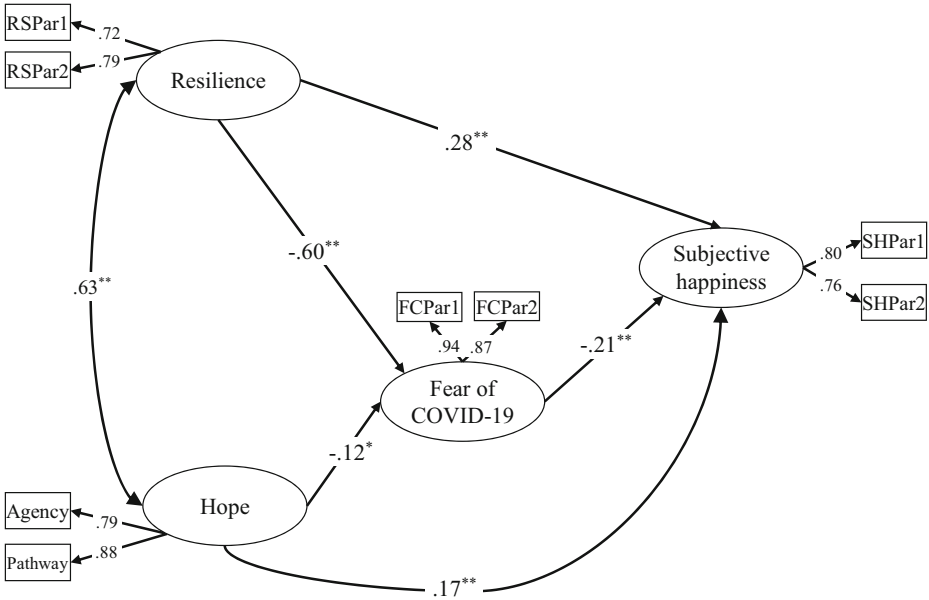 RSPar1
.72
RSPar2
.79
Resilience
.28**
-.60**
.63**
Subjective
happiness
.80
SHPar1
.76
SHPar2
FCPar1
FCPar2
.94
.87
-.21**
Fear of
COVID-19
-.12*
Hope
Agency
.79
Pathway
.88
.17**